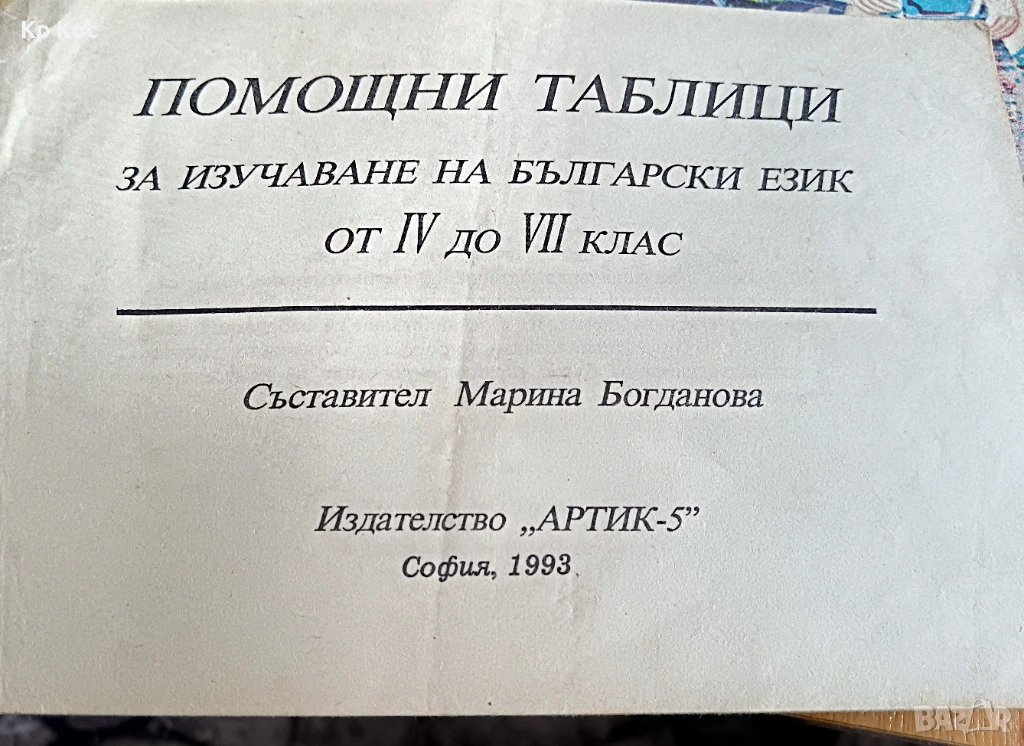 Кр Кос
ПОМОЩНИ ТАБЛИЦИ
ЗА ИЗУЧАВАНЕ НА БЪЛГАРСКИ ЕЗИК
ОТ IV ДО VII КЛАС
Съставител Марина Богданова
Издателство „АРТИК-5”
София, 1993.
BAZAR